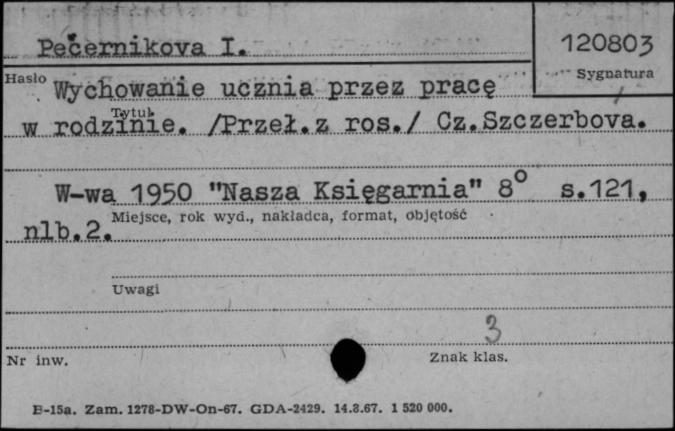 Pečernikova I.
120803
Hasło
Sygnatura
Wychowanie ucznia przez pracę
Tytuł
w rodzinie. /Przeł.z ros./ Cz.Szczerbova.
W-wa 1950 "Nasza Księgarnia" 8° s.121,
Miejsce, rok wyd., nakładca, format, objętość
nlb.2.
Uwagi
3
Nr inw.
Znak klas.
B-15a. Zam. 1278-DW-On-67. GDA-2429. 14.8.67. 1 520 000.